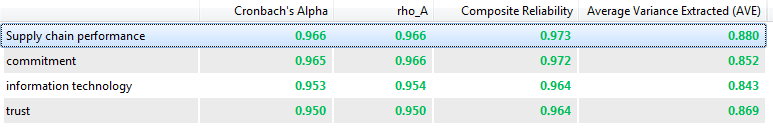 Cronbach's Alpha rho_A Composite Reliability Average Variance Extracted (AVE)
Supply chain performance 0.966 0.966 0.973 0.880
commitment 0.965 0.966 0.972 0.852
information technology 0.953 0.954 0.964 0.843
trust 0.950 0.950 0.964 0.869